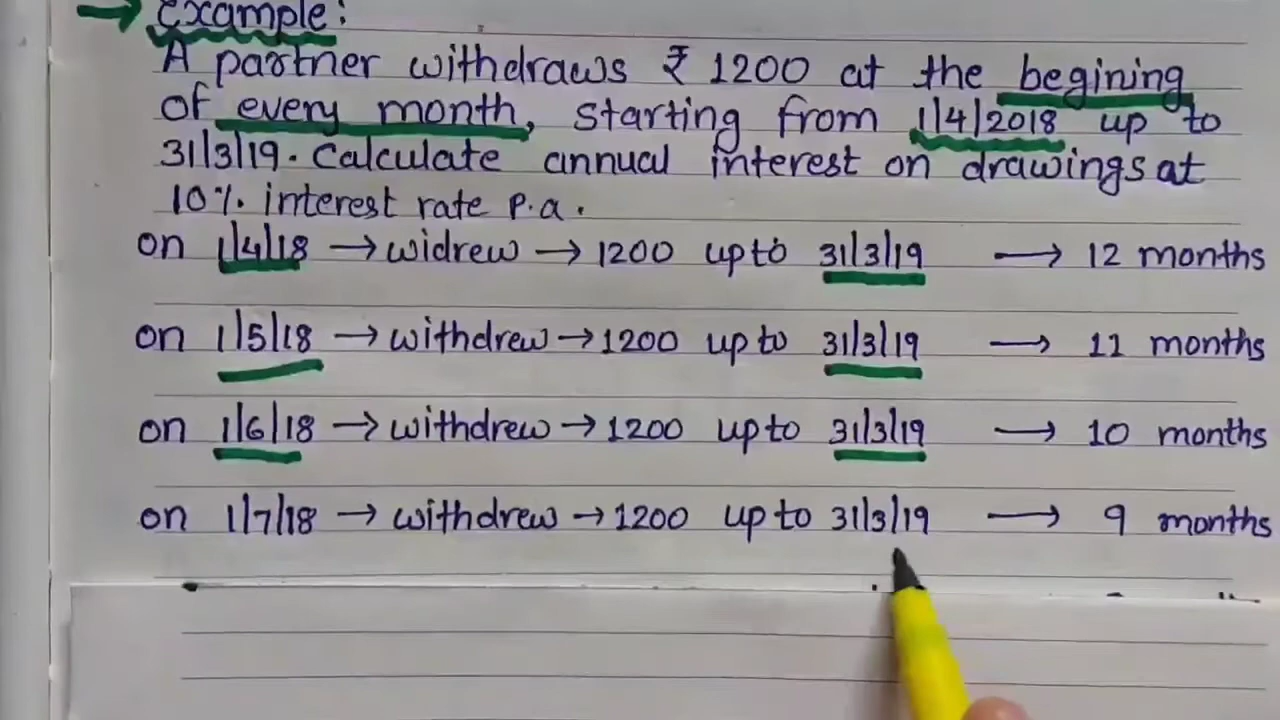 → Example:
A partner withdraws ₹ 1200 at the begining
of every month, starting from 1/4/2018 up to
31/3/19. Calculate annual interest on drawings at
10% interest rate p.a.
on 1/4/18 → widrew → 1200 upto 31/3/19 → 12 months
on 1/5/18 → withdrew → 1200 up to 31/3/19 → 11 months
on 1/6/18 → withdrew → 1200 up to 31/3/19 → 10 months
on 1/7/18 → withdrew → 1200 up to 31/3/19 → 9 months